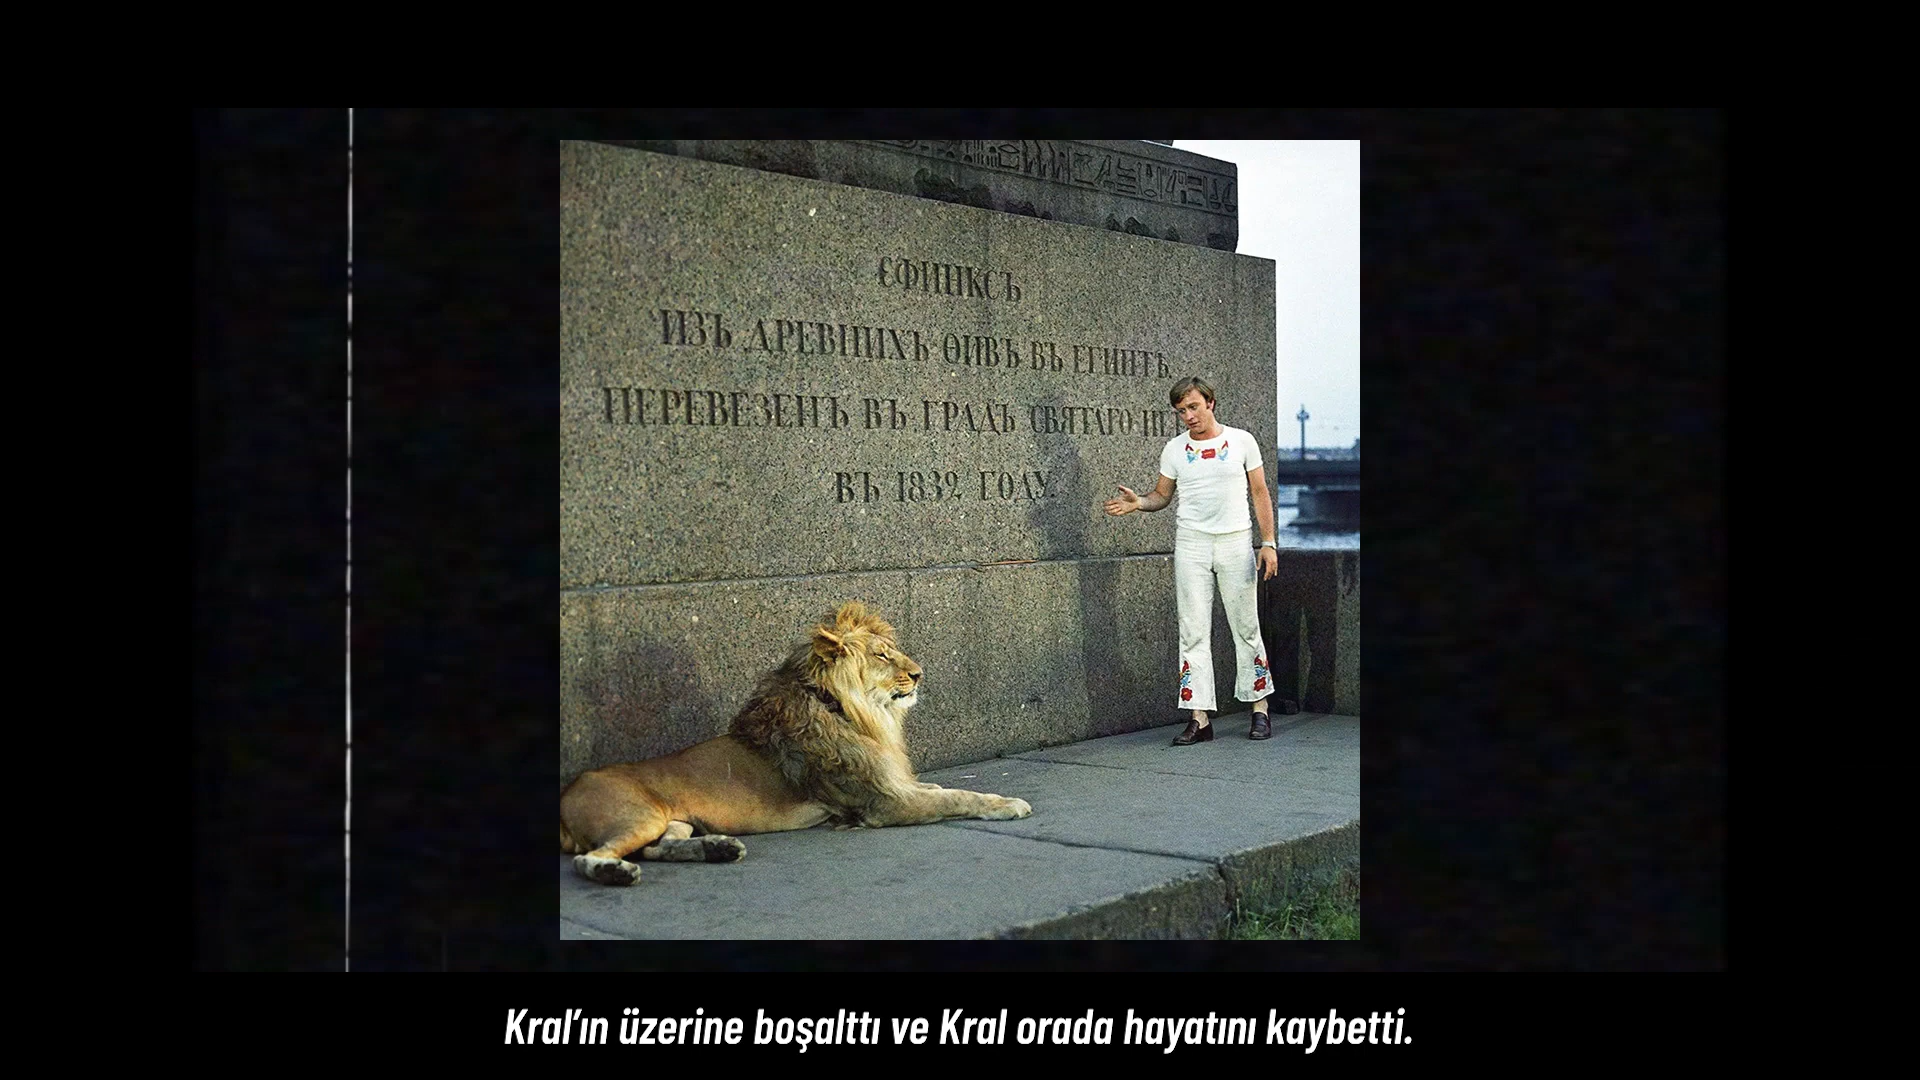 СФИНКСЪ
ИЗЪ ДРЕВНИХЪ ѲИВЪ ВЪ ЕГИПТѢ
ПЕРЕВЕЗЕНЪ ВЪ ГРАДЪ СВЯТАГО
ВЪ 1832 ГОДУ.
Kral’ın üzerine boşalttı ve Kral orada hayatını kaybetti.